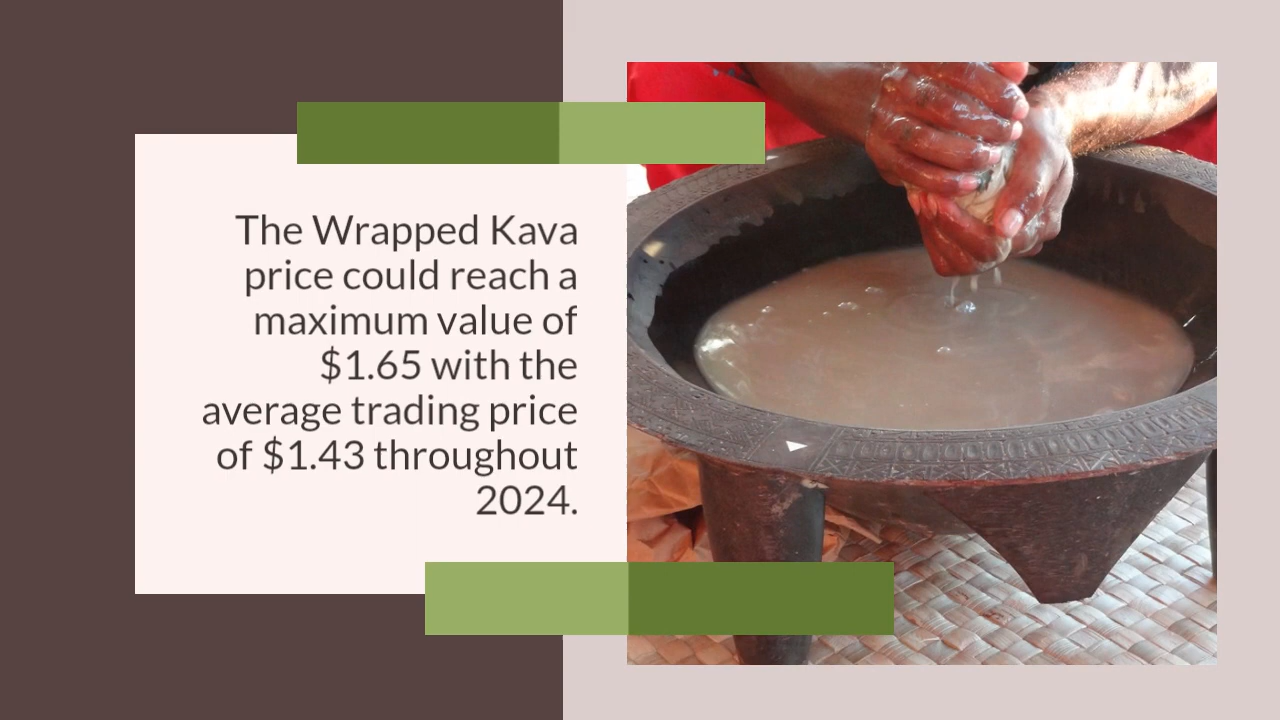 The Wrapped Kava
price could reach a
maximum value of
$1.65 with the
average trading price
of $1.43 throughout
2024.